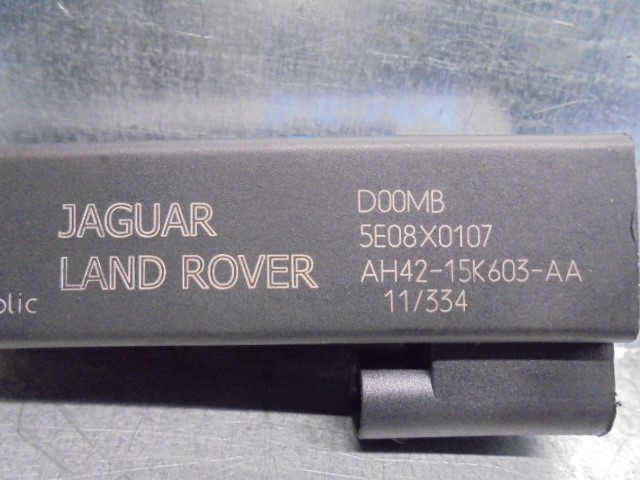 JAGUAR
LAND ROVER
D00MB
5E08X0107
AH42-15K603-AA
11/334